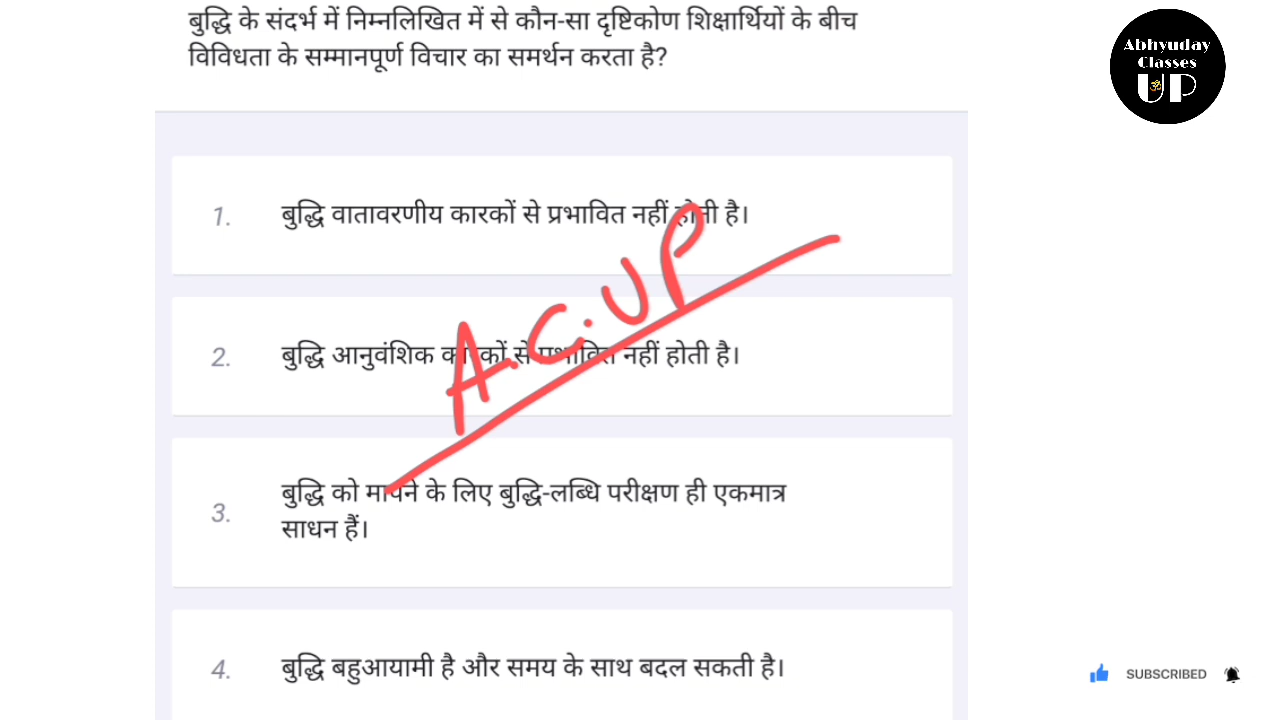 बुद्धि के संदर्भ में निम्नलिखित में से कौन-सा दृष्टिकोण शिक्षार्थियों के बीच
विविधता के सम्मानपूर्ण विचार का समर्थन करता है?
Abhyuday
Classes
UP
1. बुद्धि वातावरणीय कारकों से प्रभावित नहीं होती है।
2. बुद्धि आनुवंशिक कारकों से प्रभावित नहीं होती है।
A.C.UP
3. बुद्धि को मापने के लिए बुद्धि-लब्धि परीक्षण ही एकमात्र
साधन हैं।
4. बुद्धि बहुआयामी है और समय के साथ बदल सकती है।
SUBSCRIBED